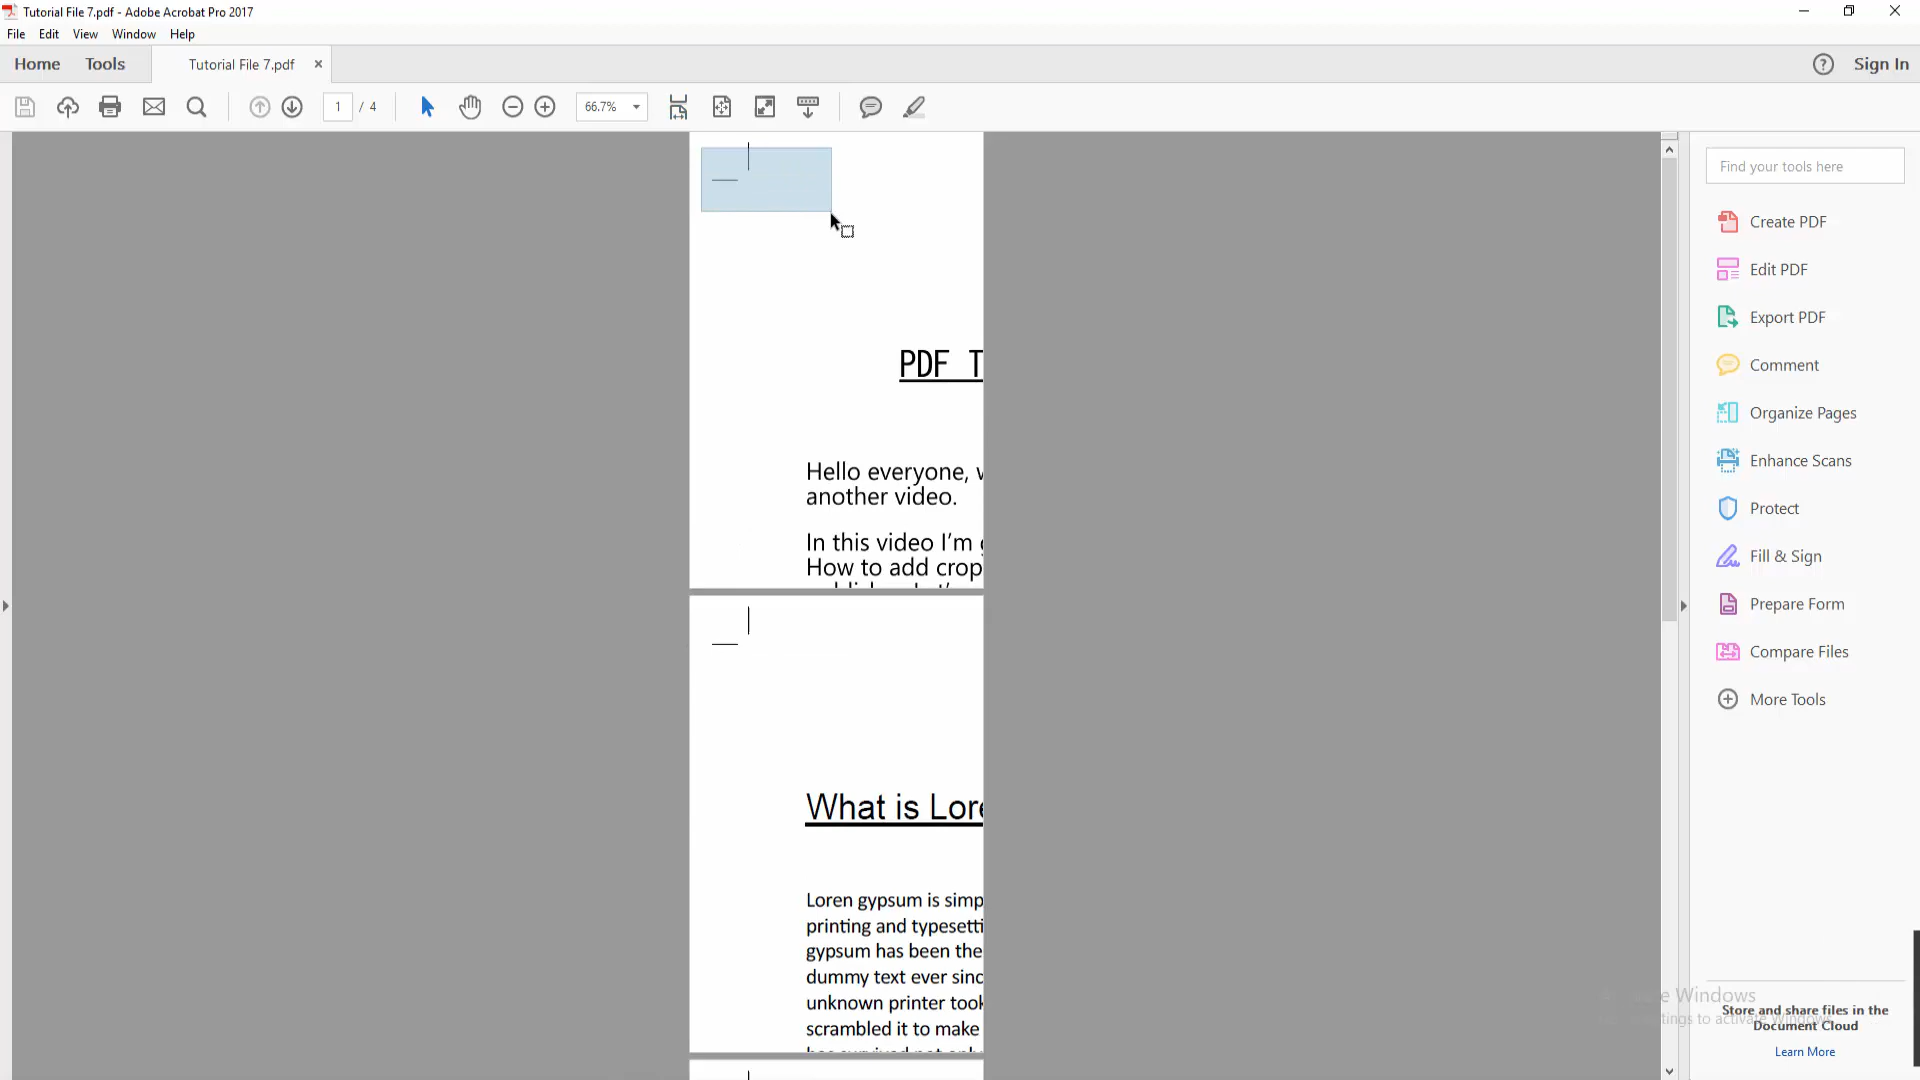 Tutorial File 7.pdf - Adobe Acrobat Pro 2017
File Edit View Window Help
Home Tools Tutorial File 7.pdf × Sign In
1 / 4 66.7%
Find your tools here
Create PDF
Edit PDF
Export PDF
Comment
Organize Pages
Enhance Scans
Protect
Fill & Sign
Prepare Form
Compare Files
More Tools
PDF T
Hello everyone, w
another video.
In this video I'm
How to add crop
What is Lore
Loren gypsum is simp
printing and typesetti
gypsum has been the
dummy text ever sinc
unknown printer took
scrambled it to make
Windows
Store and share files in the
Document Cloud
Learn More